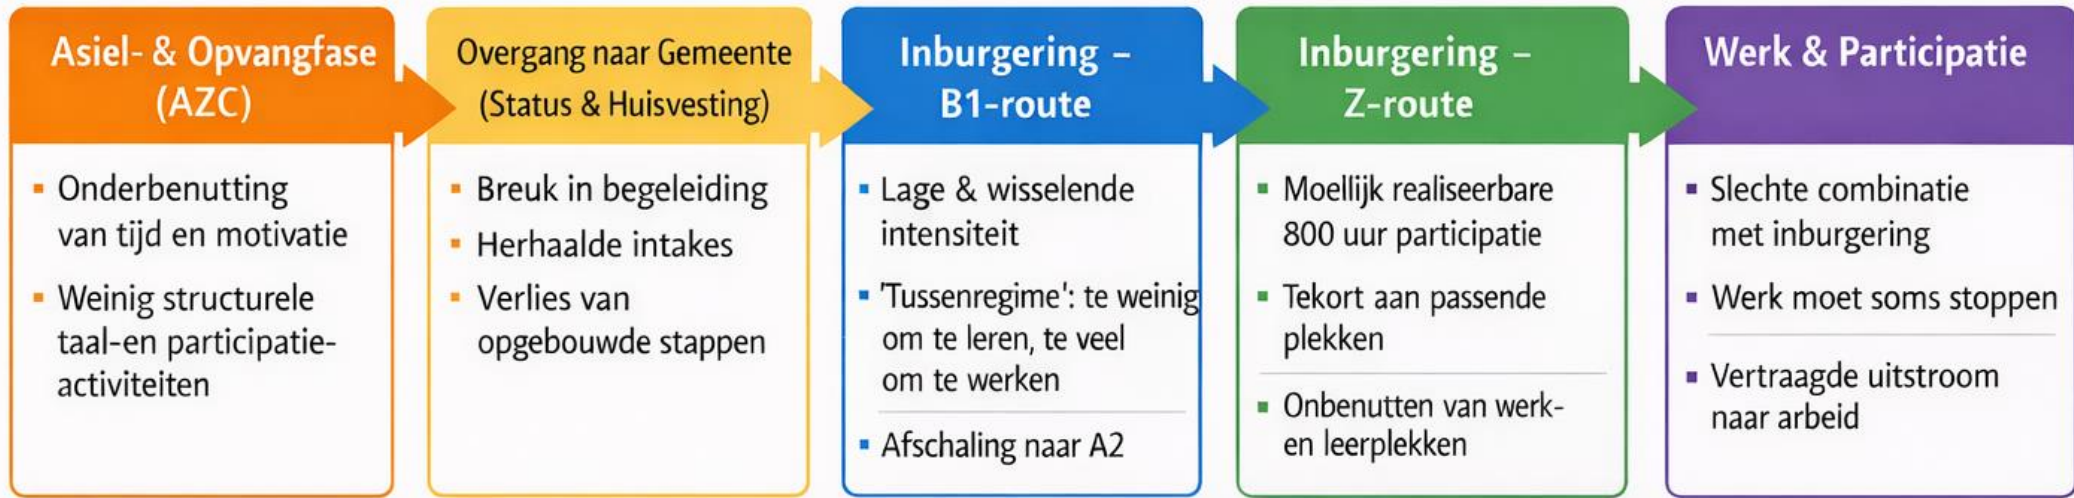 Asiel- & Opvangfase
(AZC)
▪ Onderbenutting
van tijd en motivatie
▪ Weinig structurele
taal-en participatie-
activiteiten
Overgang naar Gemeente
(Status & Huisvesting)
▪ Breuk in begeleiding
▪ Herhaalde intakes
▪ Verlies van
opgebouwde stappen
Inburgering –
B1-route
▪ Lage & wisselende
intensiteit
▪ 'Tussenregime': te weinig
om te leren, te veel
om te werken
▪ Afschaling naar A2
Inburgering –
Z-route
▪ Moellijk realiseerbare
800 uur participatie
▪ Tekort aan passende
plekken
▪ Onbenutten van werk-
en leerplekken
Werk & Participatie
▪ Slechte combinatie
met inburgering
▪ Werk moet soms stoppen
▪ Vertraagde uitstroom
naar arbeid